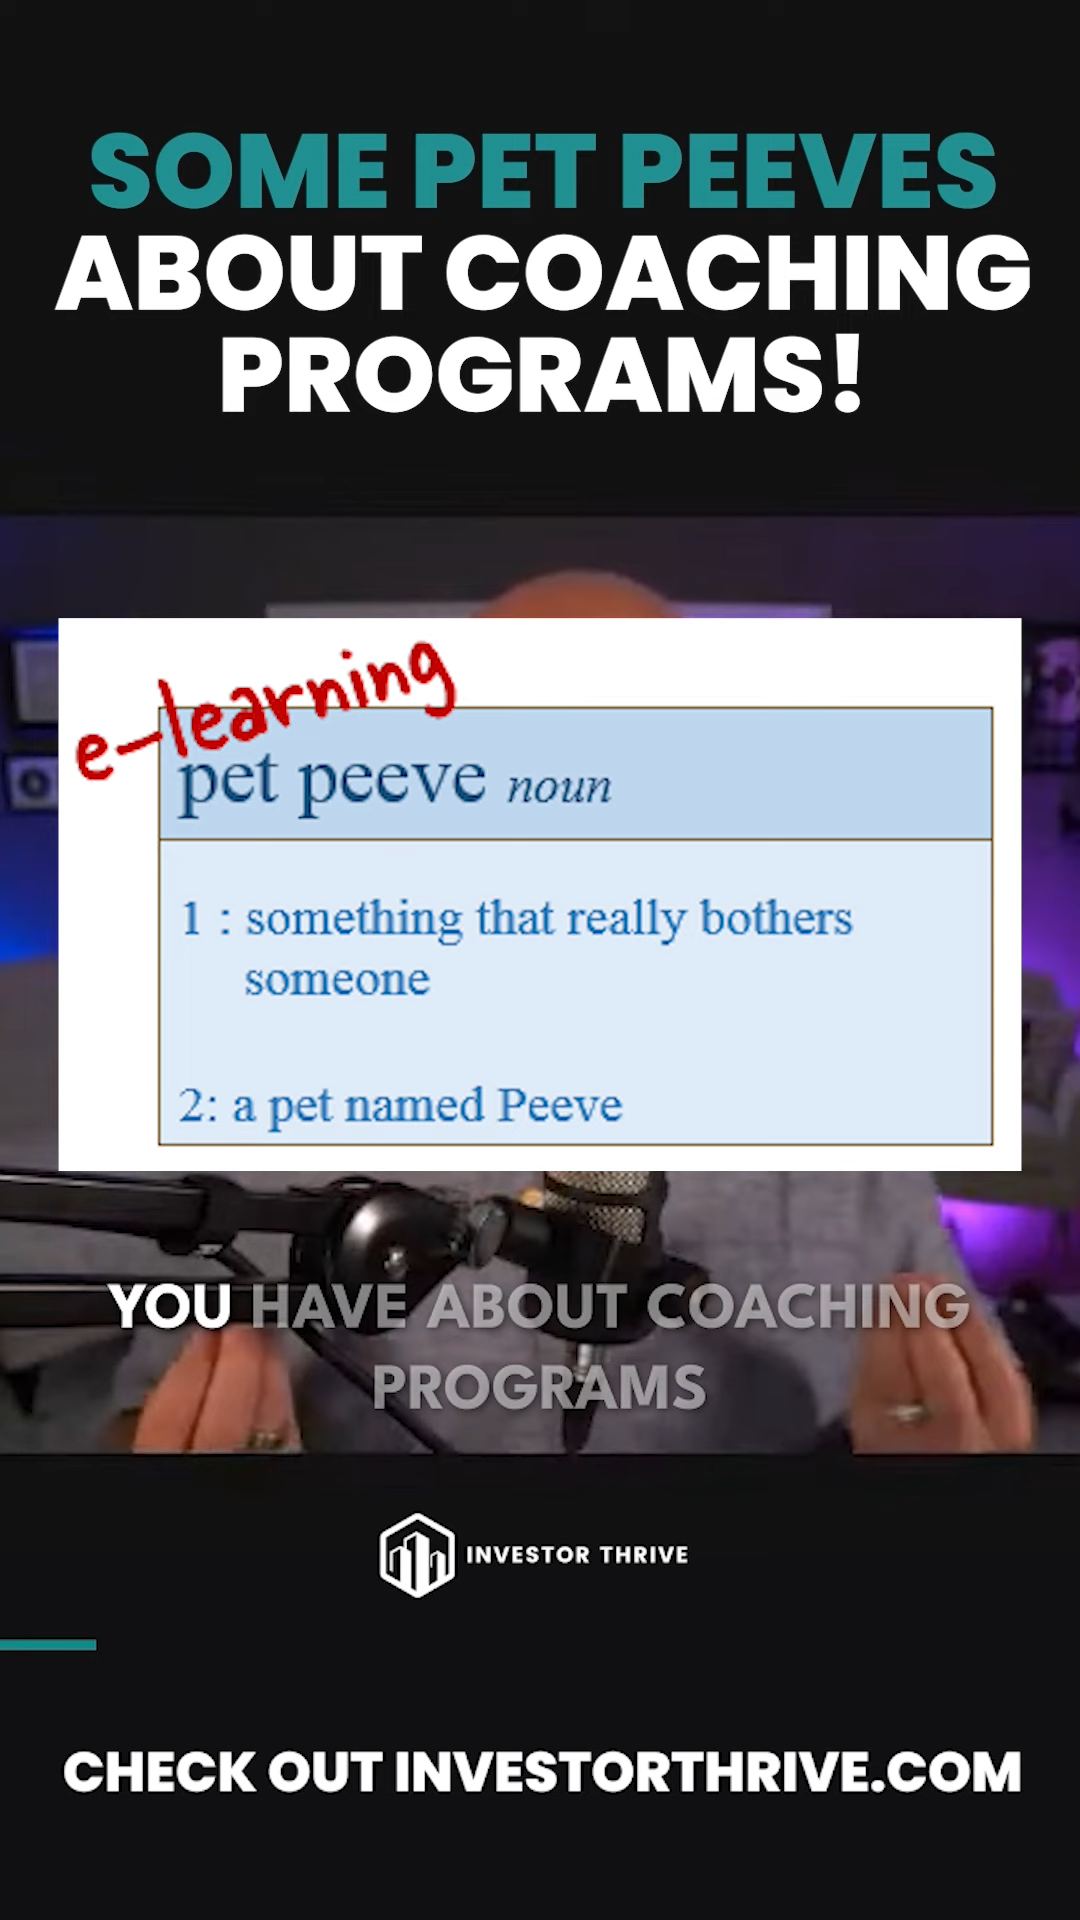 SOME PET PEEVES
ABOUT COACHING
PROGRAMS!
e-learning
pet peeve noun
1 : something that really bothers
someone
2: a pet named Peeve
YOU HAVE ABOUT COACHING
PROGRAMS
INVESTOR THRIVE
CHECK OUT INVESTORTHRIVE.COM